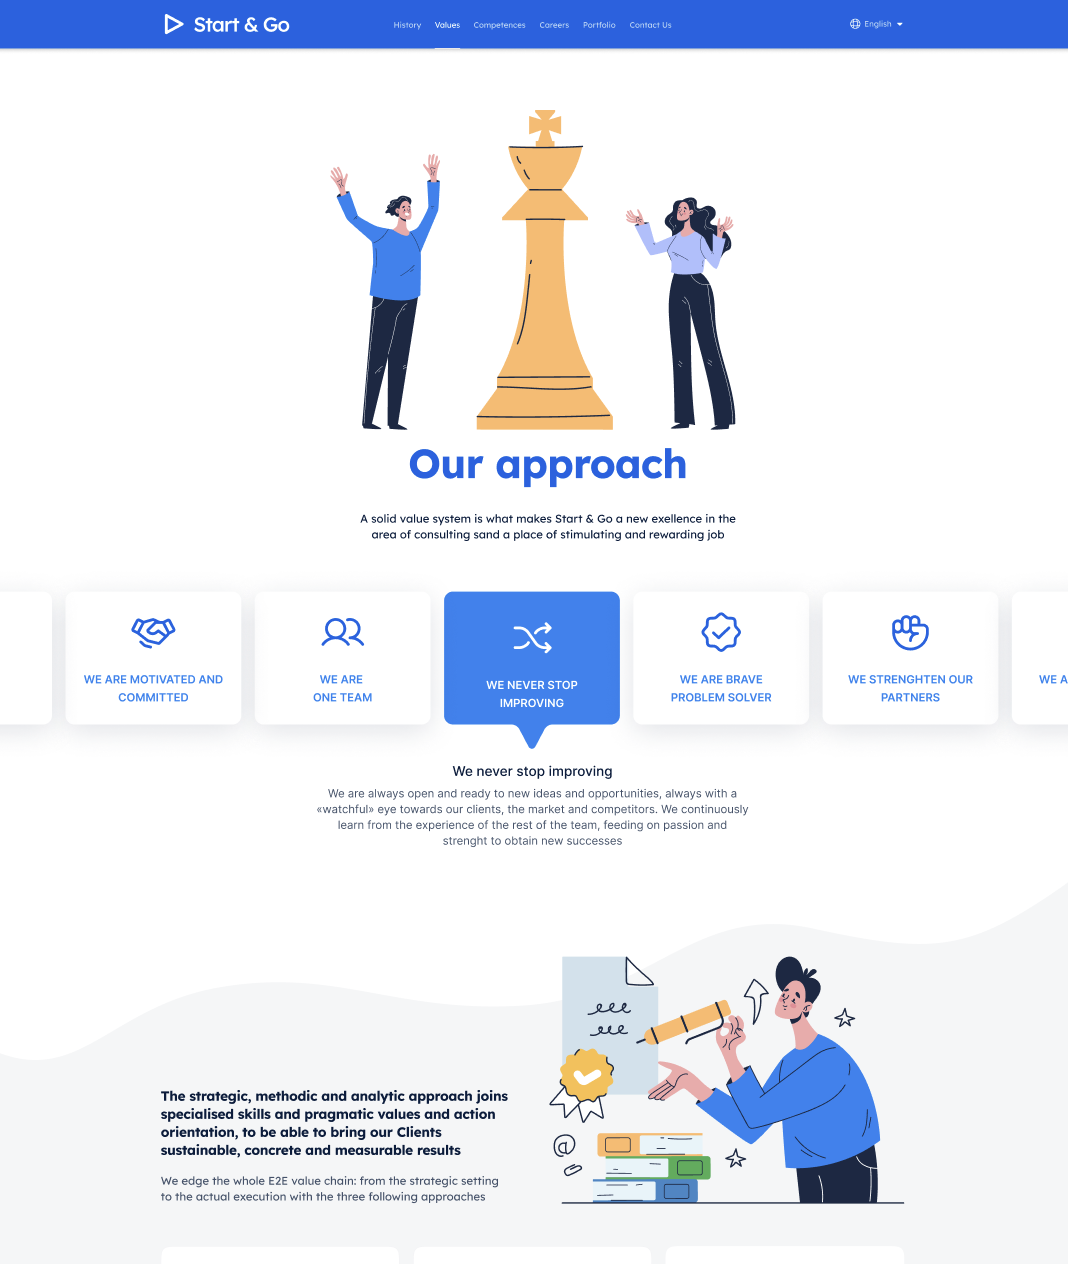 Start & Go
History Values Competences Careers Portfolio Contact Us
English
Our approach
A solid value system is what makes Start & Go a new exellence in the
area of consulting sand a place of stimulating and rewarding job
WE ARE MOTIVATED AND
COMMITTED
WE ARE
ONE TEAM
WE NEVER STOP
IMPROVING
WE ARE BRAVE
PROBLEM SOLVER
WE STRENGHTEN OUR
PARTNERS
WE A
We never stop improving
We are always open and ready to new ideas and opportunities, always with a
«watchful» eye towards our clients, the market and competitors. We continuously
learn from the experience of the rest of the team, feeding on passion and
strenght to obtain new successes
The strategic, methodic and analytic approach joins
specialised skills and pragmatic values and action
orientation, to be able to bring our Clients
sustainable, concrete and measurable results
We edge the whole E2E value chain: from the strategic setting
to the actual execution with the three following approaches
@